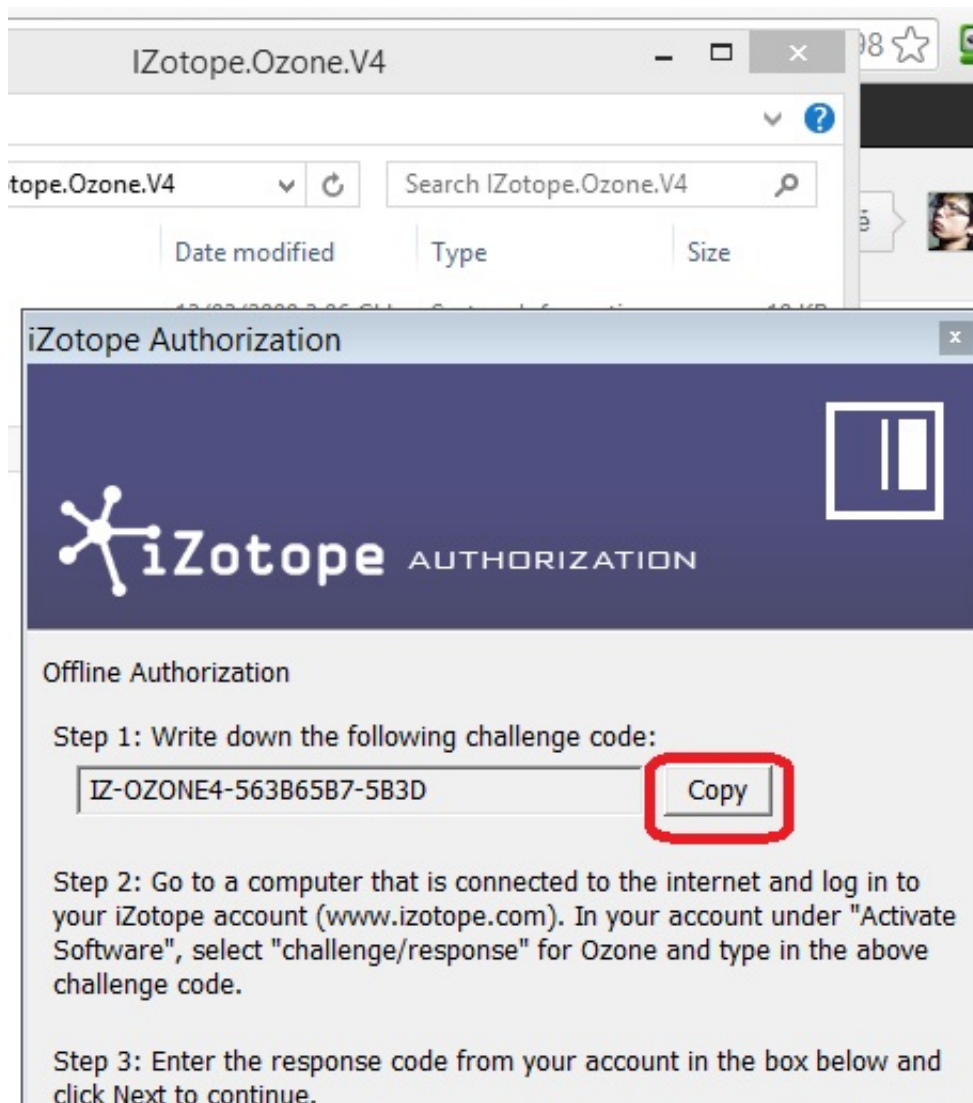 IZotope.Ozone.V4
98
tope.Ozone.V4
Search IZotope.Ozone.V4
Date modified
Type
Size
iZotope Authorization
iZotope AUTHORIZATION
Offline Authorization
Step 1: Write down the following challenge code:
IZ-OZONE4-563B65B7-5B3D
Copy
Step 2: Go to a computer that is connected to the internet and log in to
your iZotope account (www.izotope.com). In your account under "Activate
Software", select "challenge/response" for Ozone and type in the above
challenge code.
Step 3: Enter the response code from your account in the box below and
click Next to continue.